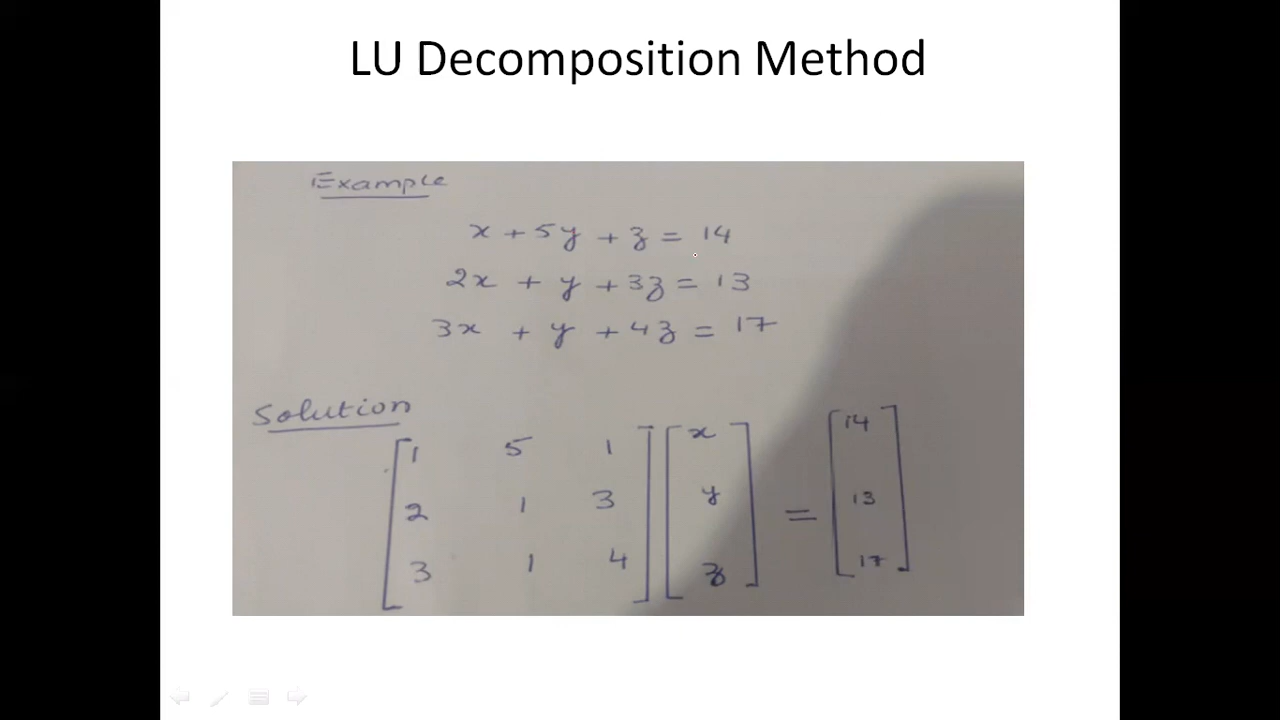 LU Decomposition Method
Example
x + 5y + z = 14
2x + y + 3z = 13
3x + y + 4z = 17
Solution
[1 5 1] [x] = [14]
[2 1 3] [y] = [13]
[3 1 4] [z] = [17]